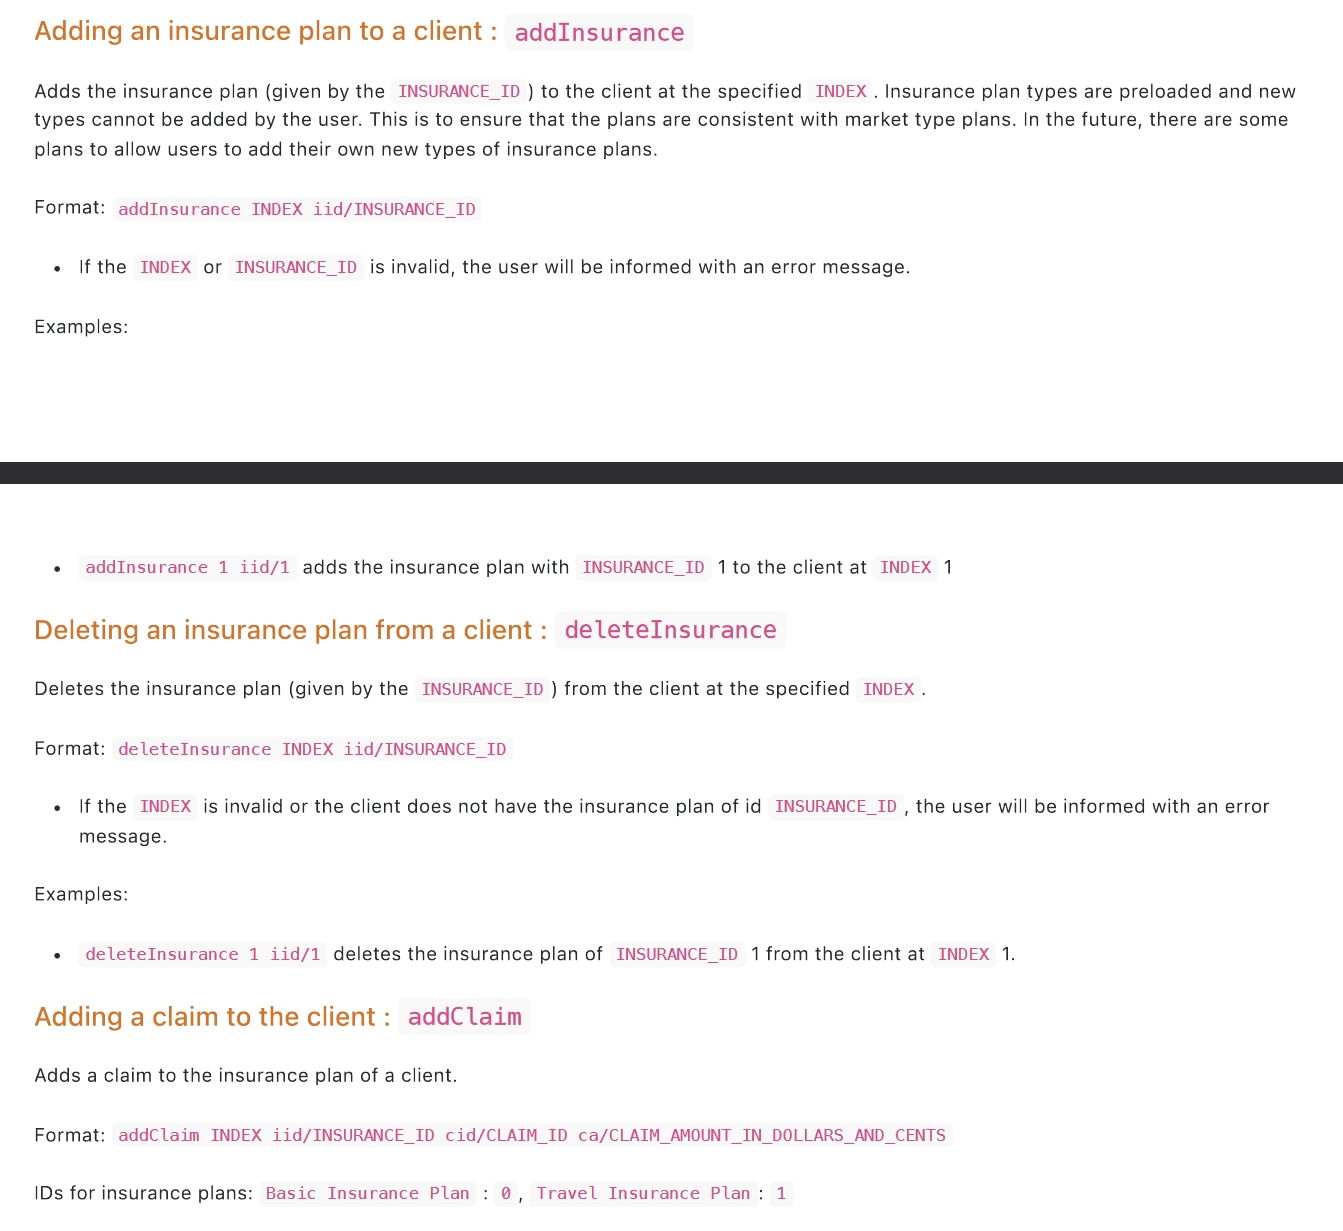 Adding an insurance plan to a client : addInsurance
Adds the insurance plan (given by the INSURANCE_ID ) to the client at the specified INDEX . Insurance plan types are preloaded and new
types cannot be added by the user. This is to ensure that the plans are consistent with market type plans. In the future, there are some
plans to allow users to add their own new types of insurance plans.
Format: addInsurance INDEX iid/INSURANCE_ID
• If the INDEX or INSURANCE_ID is invalid, the user will be informed with an error message.
Examples:
• addInsurance 1 iid/1 adds the insurance plan with INSURANCE_ID 1 to the client at INDEX 1
Deleting an insurance plan from a client : deleteInsurance
Deletes the insurance plan (given by the INSURANCE_ID ) from the client at the specified INDEX .
Format: deleteInsurance INDEX iid/INSURANCE_ID
• If the INDEX is invalid or the client does not have the insurance plan of id INSURANCE_ID , the user will be informed with an error
message.
Examples:
• deleteInsurance 1 iid/1 deletes the insurance plan of INSURANCE_ID 1 from the client at INDEX 1.
Adding a claim to the client : addClaim
Adds a claim to the insurance plan of a client.
Format: addClaim INDEX iid/INSURANCE_ID cid/CLAIM_ID ca/CLAIM_AMOUNT_IN_DOLLARS_AND_CENTS
IDs for insurance plans: Basic Insurance Plan : 0 , Travel Insurance Plan : 1